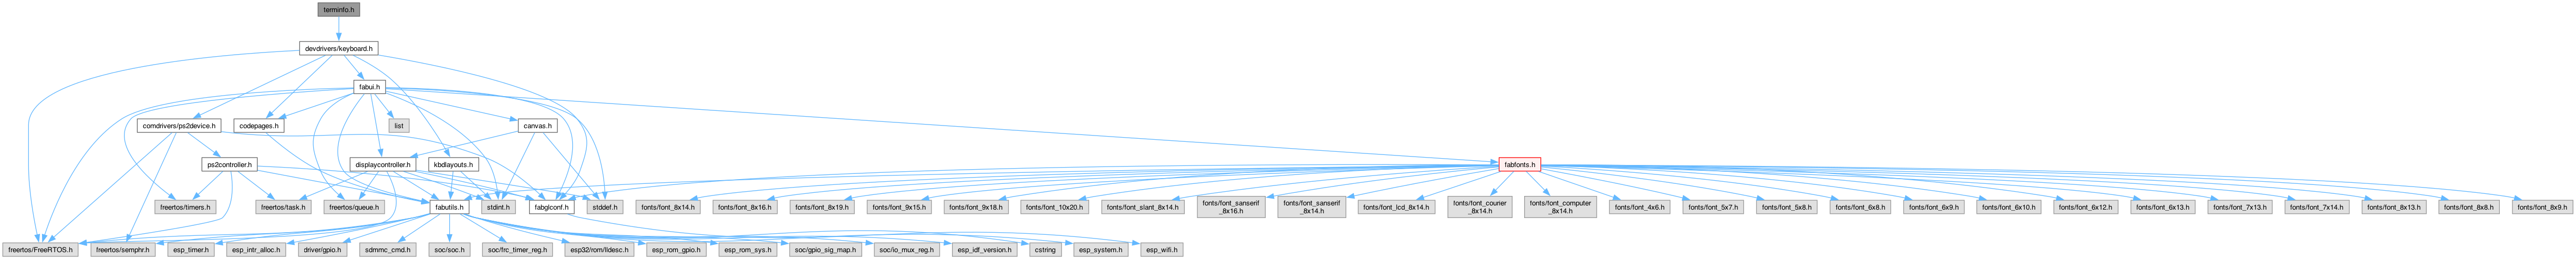 terminfo.h
devdrivers/keyboard.h
fabui.h
comdrivers/ps2device.h
codepages.h
list
canvas.h
ps2controller.h
displaycontroller.h
kbdlayouts.h
fabfonts.h
freertos/timers.h
freertos/task.h
freertos/queue.h
fabutils.h
stdint.h
fabglconf.h
stddef.h
fonts/font_8x14.h
fonts/font_8x16.h
fonts/font_8x19.h
fonts/font_9x15.h
fonts/font_9x18.h
fonts/font_10x20.h
fonts/font_slant_8x14.h
fonts/font_sanserif
_8x16.h
fonts/font_sanserif
_8x14.h
fonts/font_lcd_8x14.h
fonts/font_courier
_8x14.h
fonts/font_computer
_8x14.h
fonts/font_4x6.h
fonts/font_5x7.h
fonts/font_5x8.h
fonts/font_6x8.h
fonts/font_6x9.h
fonts/font_6x10.h
fonts/font_6x12.h
fonts/font_6x13.h
fonts/font_7x13.h
fonts/font_7x14.h
fonts/font_8x13.h
fonts/font_8x8.h
fonts/font_8x9.h
freertos/FreeRTOS.h
freertos/semphr.h
esp_timer.h
esp_intr_alloc.h
driver/gpio.h
sdmmc_cmd.h
soc/soc.h
soc/frc_timer_reg.h
esp32/rom/lldesc.h
esp_rom_gpio.h
esp_rom_sys.h
soc/gpio_sig_map.h
soc/io_mux_reg.h
esp_idf_version.h
cstring
esp_system.h
esp_wifi.h